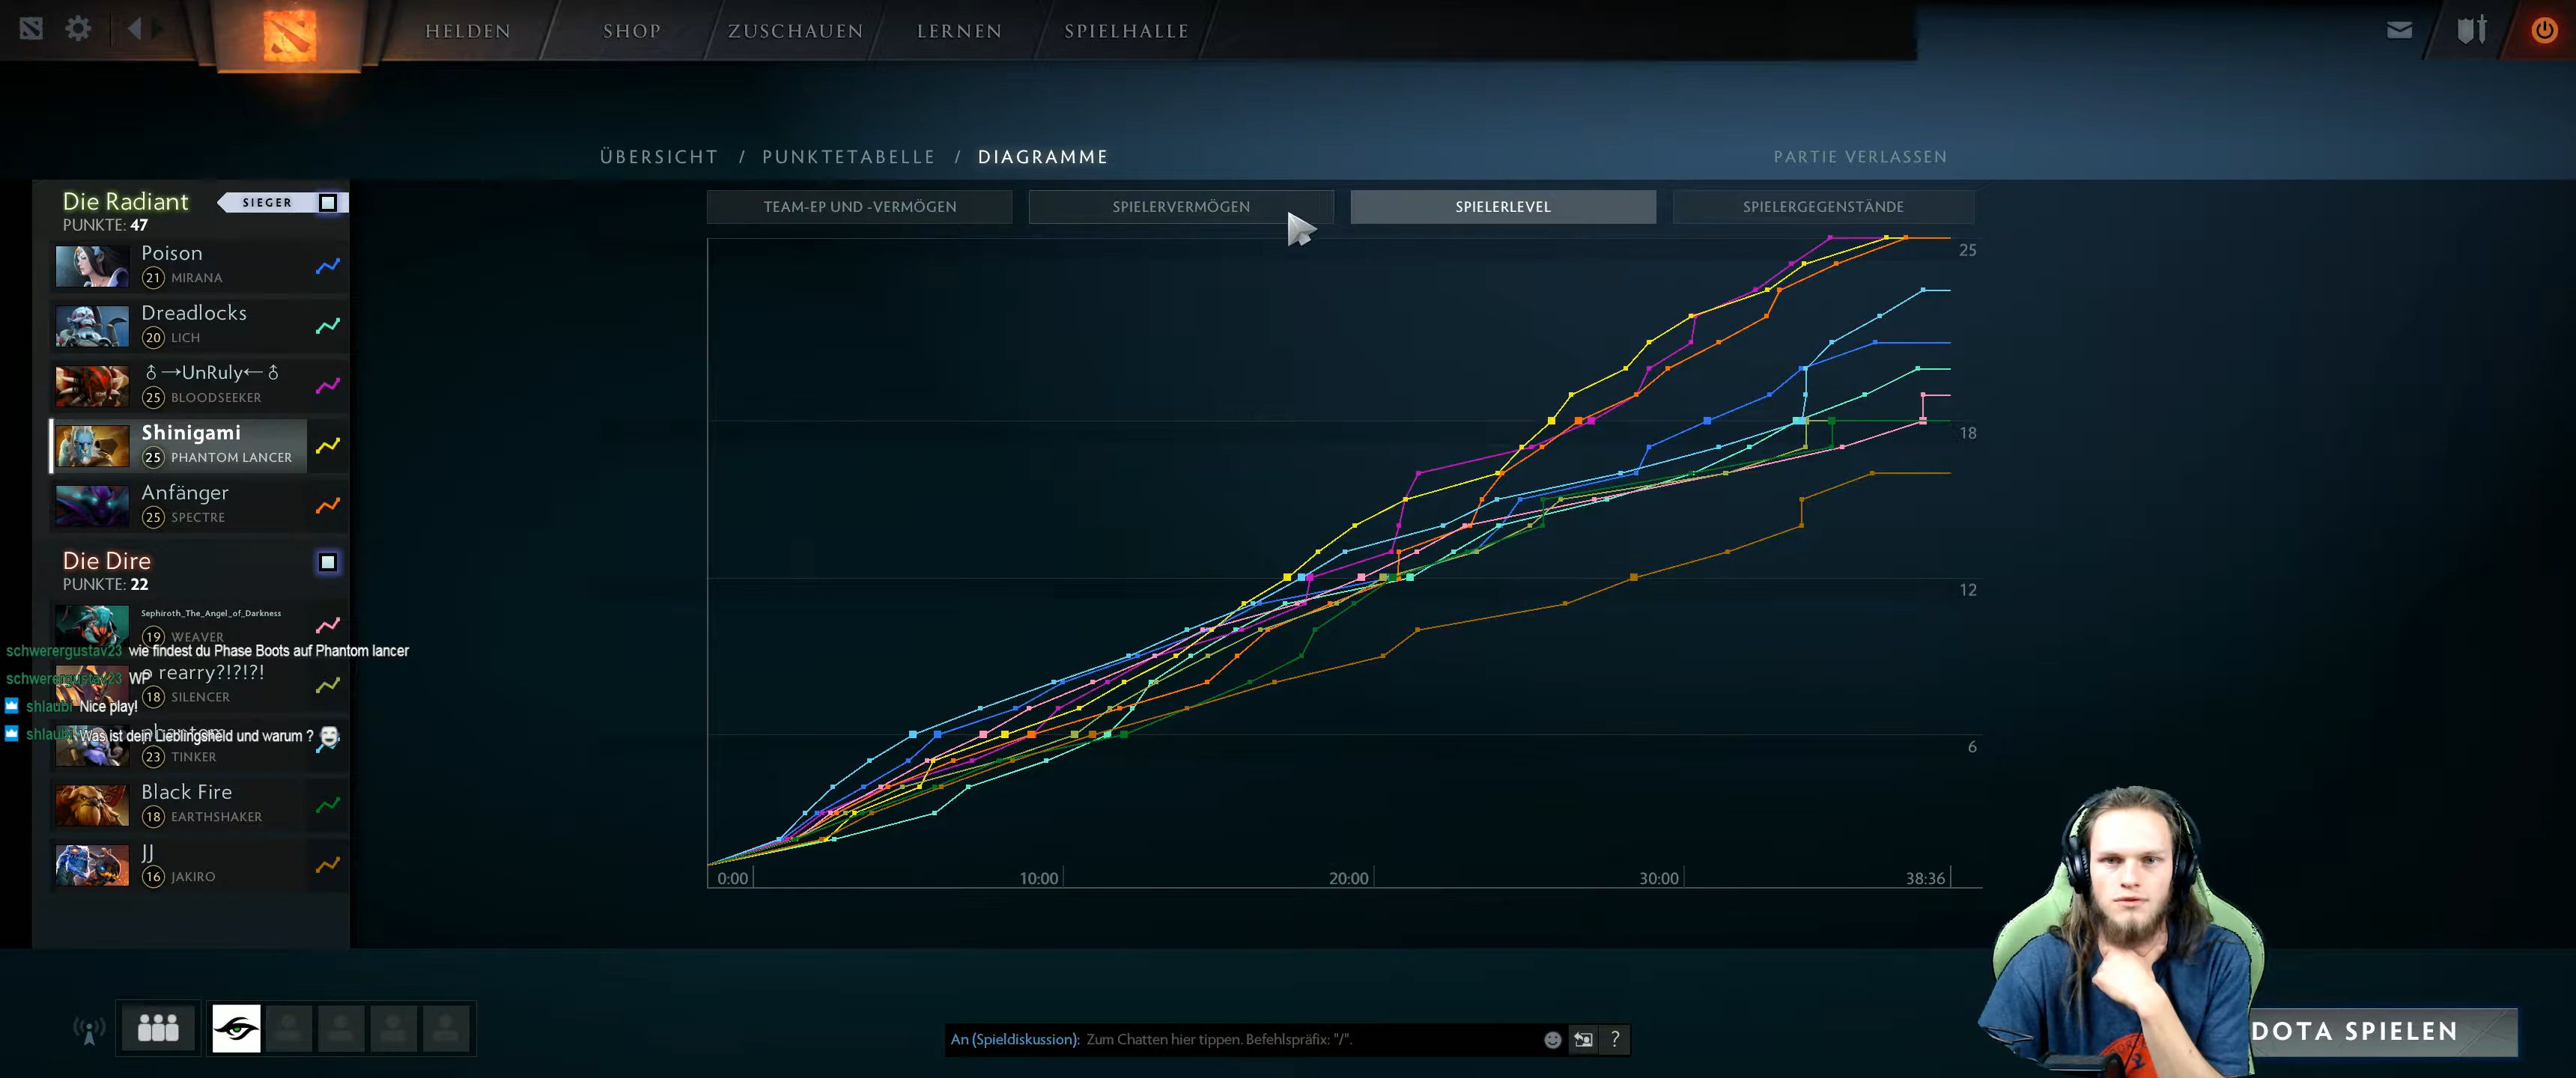 HELDEN
SHOP
ZUSCHAUEN
LERNEN
SPIELHALLE
ÜBERSICHT / PUNKTETABELLE / DIAGRAMME
PARTIE VERLASSEN
TEAM-EP UND -VERMÖGEN
SPIELERVERMÖGEN
SPIELERLEVEL
SPIELERGEGENSTÄNDE
Die Radiant
SIEGER
PUNKTE: 47
Poison
21 MIRANA
Dreadlocks
20 LICH
♂→UnRuly←♂
25 BLOODSEEKER
Shinigami
25 PHANTOM LANCER
Anfänger
25 SPECTRE
Die Dire
PUNKTE: 22
Sephiroth_The_Angel_of_Darkness
19 WEAVER
schwerergustav23 wie findest du Phase Boots auf Phantom lancer
rearry?!?!?!
schwerergustav23 WP
18 SILENCER
shlaubi Nice play!
shlaubi Was ist dein Lieblingsheld und warum ?
23 TINKER
Black Fire
18 EARTHSHAKER
JJ
16 JAKIRO
25
18
12
6
0:00
10:00
20:00
30:00
38:36
An (Spieldiskussion): Zum Chatten hier tippen. Befehlspräfix: "/".
?
DOTA SPIELEN